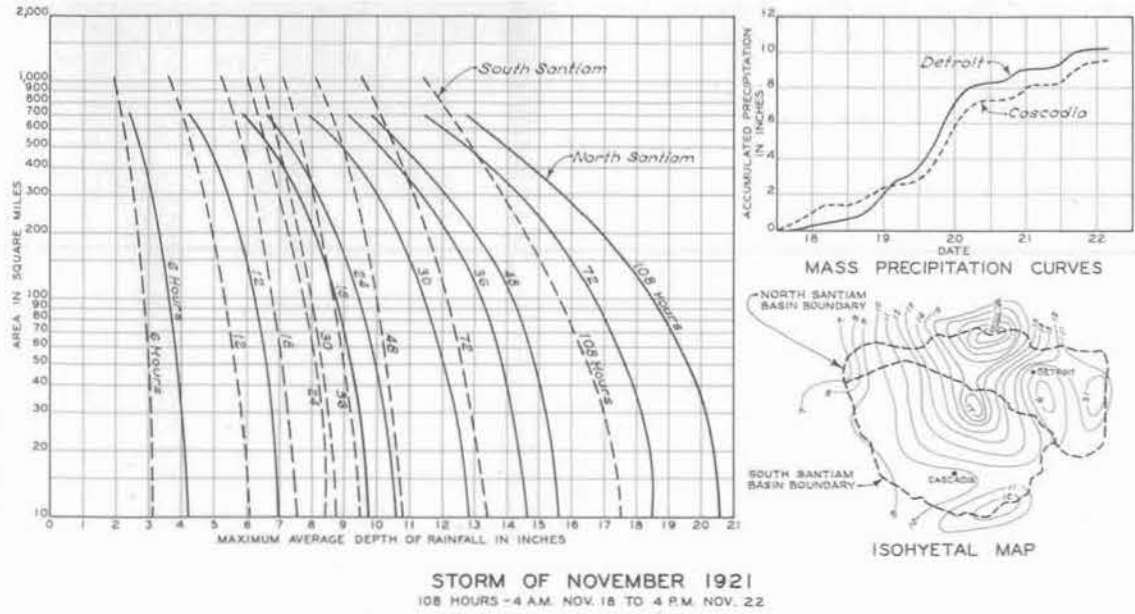 2,000
1,000
900
800
700
600
500
400
300
200
100
90
80
70
60
50
40
30
20
10
AREA IN SQUARE MILES
0 1 2 3 4 5 6 7 8 9 10 11 12 13 14 15 16 17 18 19 20 21
MAXIMUM AVERAGE DEPTH OF RAINFALL IN INCHES
South Santiam
North Santiam
6 Hours
6 Hours
12
12
18
18
24
24
30
30
36
36
48
48
72
72
108 Hours
108 Hours
12
10
8
6
4
2
0
ACCUMULATED PRECIPITATION
IN INCHES
Detroit
Cascadia
18 19 20 21 22
DATE
MASS PRECIPITATION CURVES
NORTH SANTIAM
BASIN BOUNDARY
DETROIT
CASCADIA
SOUTH SANTIAM
BASIN BOUNDARY
ISOHYETAL MAP
STORM OF NOVEMBER 1921
108 HOURS - 4 A.M. NOV. 18 TO 4 P.M. NOV. 22